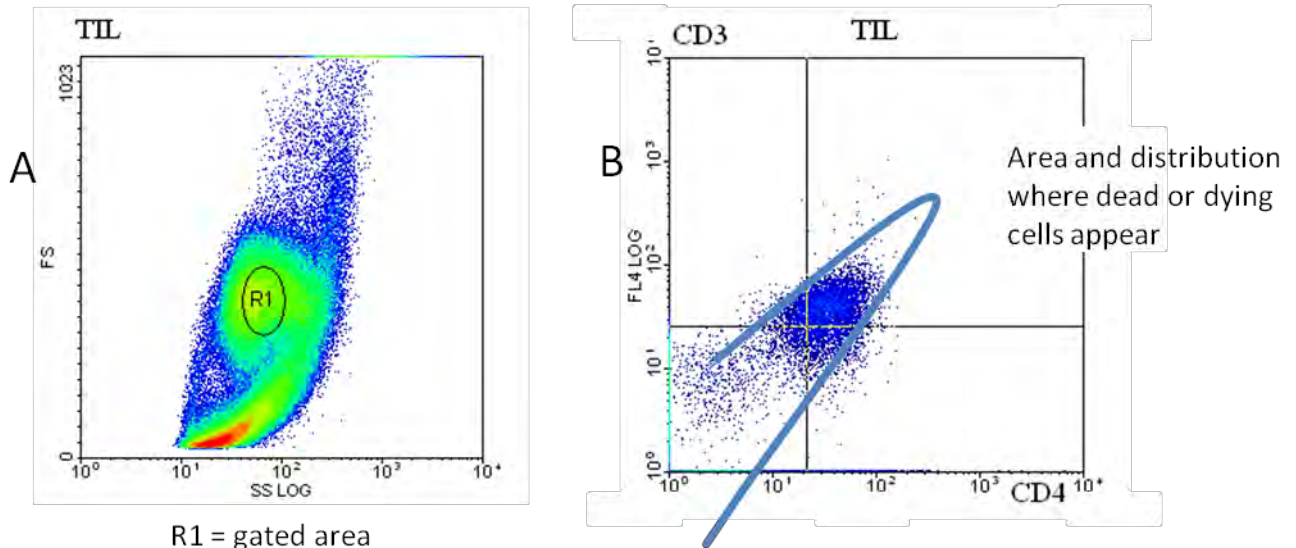 TIL
A
1023
FS
0
R1
10⁰ 10¹ 10² 10³ 10⁴
SS LOG
R1 = gated area
CD3 TIL
B
10³
FL4 LOG
10²
10¹
10⁰
10⁰ 10¹ 10² 10³ 10⁴
CD4
Area and distribution
where dead or dying
cells appear